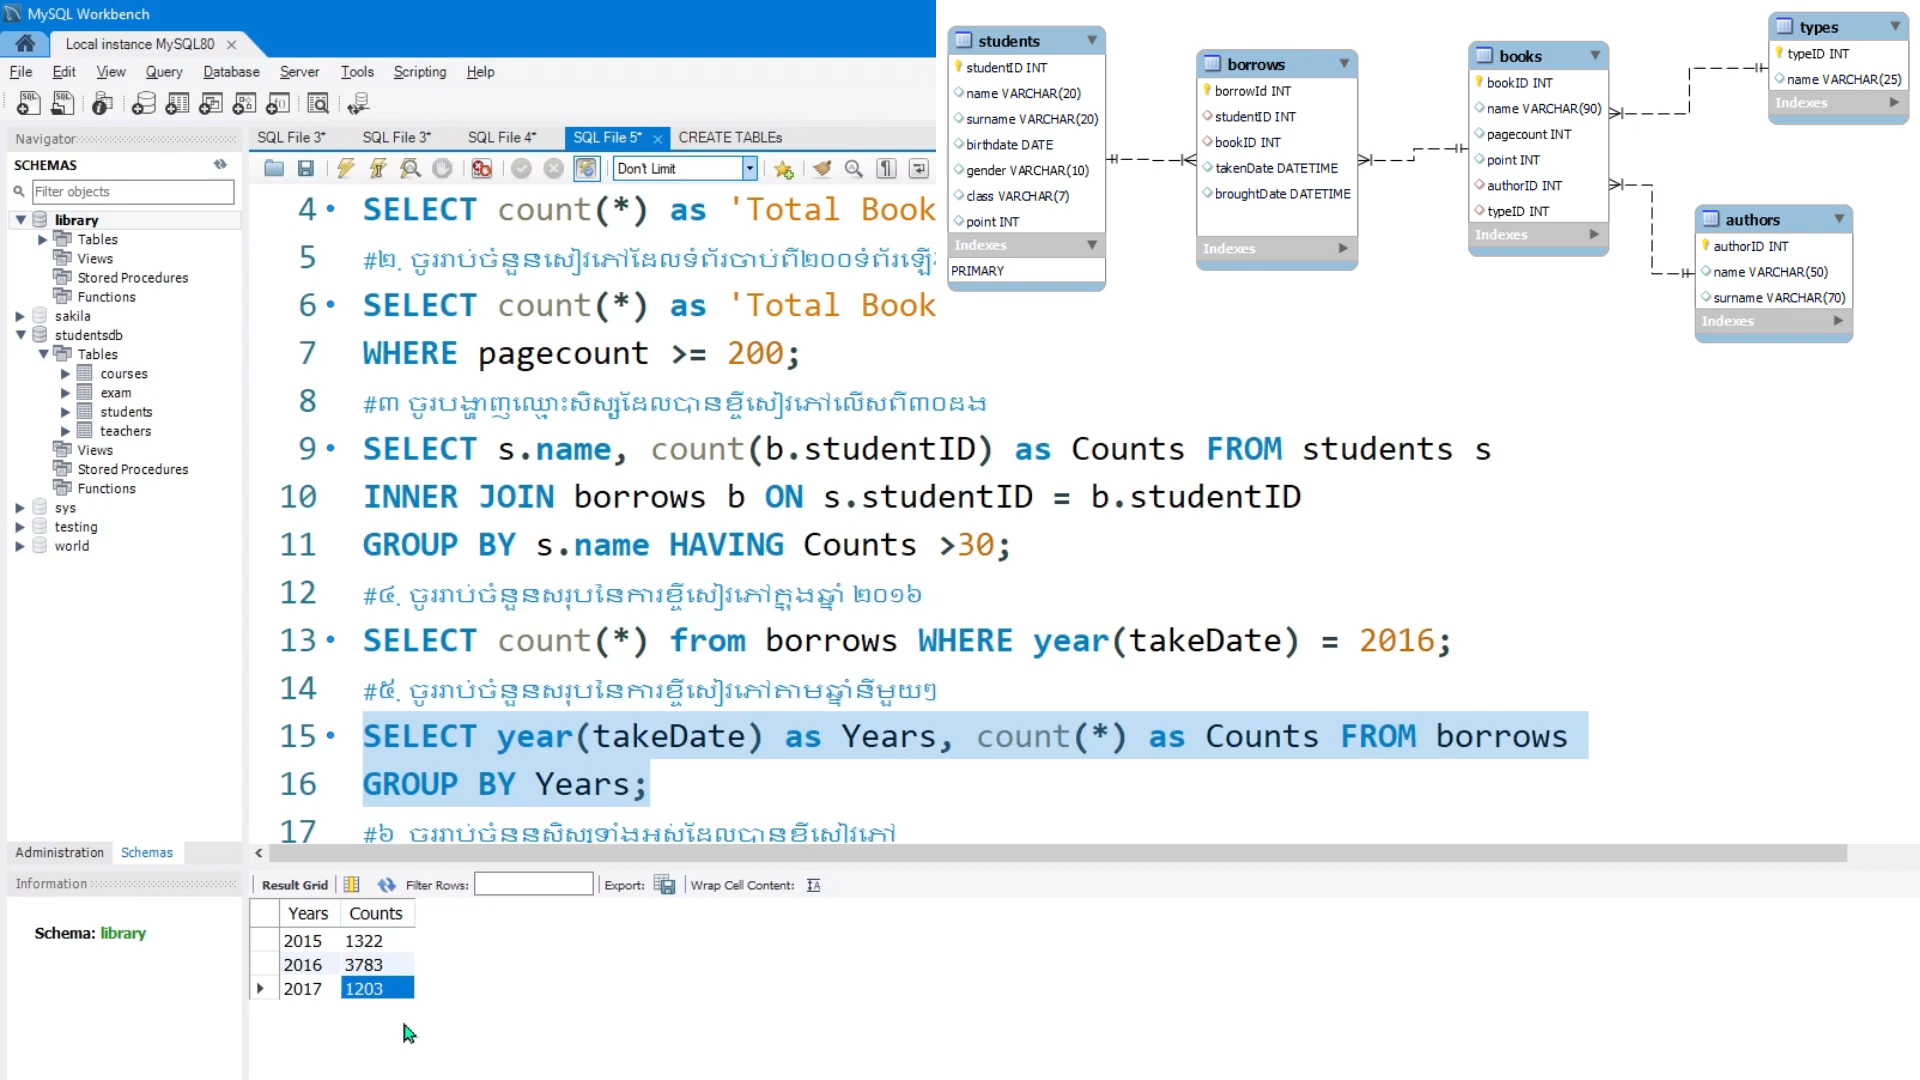 MySQL Workbench
Local instance MySQL80
File Edit View Query Database Server Tools Scripting Help
Navigator
SCHEMAS
Filter objects
library
Tables
Views
Stored Procedures
Functions
sakila
studentsdb
Tables
courses
exam
students
teachers
Views
Stored Procedures
Functions
sys
testing
world
Administration Schemas
Information
Schema: library
SQL File 3* SQL File 3* SQL File 4* SQL File 5* CREATE TABLEs
Don't Limit
4 SELECT count(*) as 'Total Book
5 #២. ចូររាប់ចំនួនសៀវភៅដែលទំព័រចាប់ពី២០០ទំព័រឡើង
6 SELECT count(*) as 'Total Book
7 WHERE pagecount >= 200;
8 #៣ ចូរបង្ហាញឈ្មោះសិស្សដែលបានខ្ចីសៀវភៅលើសពី៣០ដង
9 SELECT s.name, count(b.studentID) as Counts FROM students s
10 INNER JOIN borrows b ON s.studentID = b.studentID
11 GROUP BY s.name HAVING Counts >30;
12 #៤. ចូររាប់ចំនួនសរុបនៃការខ្ចីសៀវភៅក្នុងឆ្នាំ ២០១៦
13 SELECT count(*) from borrows WHERE year(takeDate) = 2016;
14 #៥. ចូររាប់ចំនួនសរុបនៃការខ្ចីសៀវភៅតាមឆ្នាំនីមួយៗ
15 SELECT year(takeDate) as Years, count(*) as Counts FROM borrows
16 GROUP BY Years;
17 #៦ ចូររាប់ចំនួនសិស្សទាំងអស់ដែលបានខ្ចីសៀវភៅ
Result Grid Filter Rows: Export: Wrap Cell Content:
Years Counts
2015 1322
2016 3783
2017 1203
students
studentID INT
name VARCHAR(20)
surname VARCHAR(20)
birthdate DATE
gender VARCHAR(10)
class VARCHAR(7)
point INT
Indexes
PRIMARY
borrows
borrowId INT
studentID INT
bookID INT
takenDate DATETIME
broughtDate DATETIME
Indexes
books
bookID INT
name VARCHAR(90)
pagecount INT
point INT
authorID INT
typeID INT
Indexes
types
typeID INT
name VARCHAR(25)
Indexes
authors
authorID INT
name VARCHAR(50)
surname VARCHAR(70)
Indexes